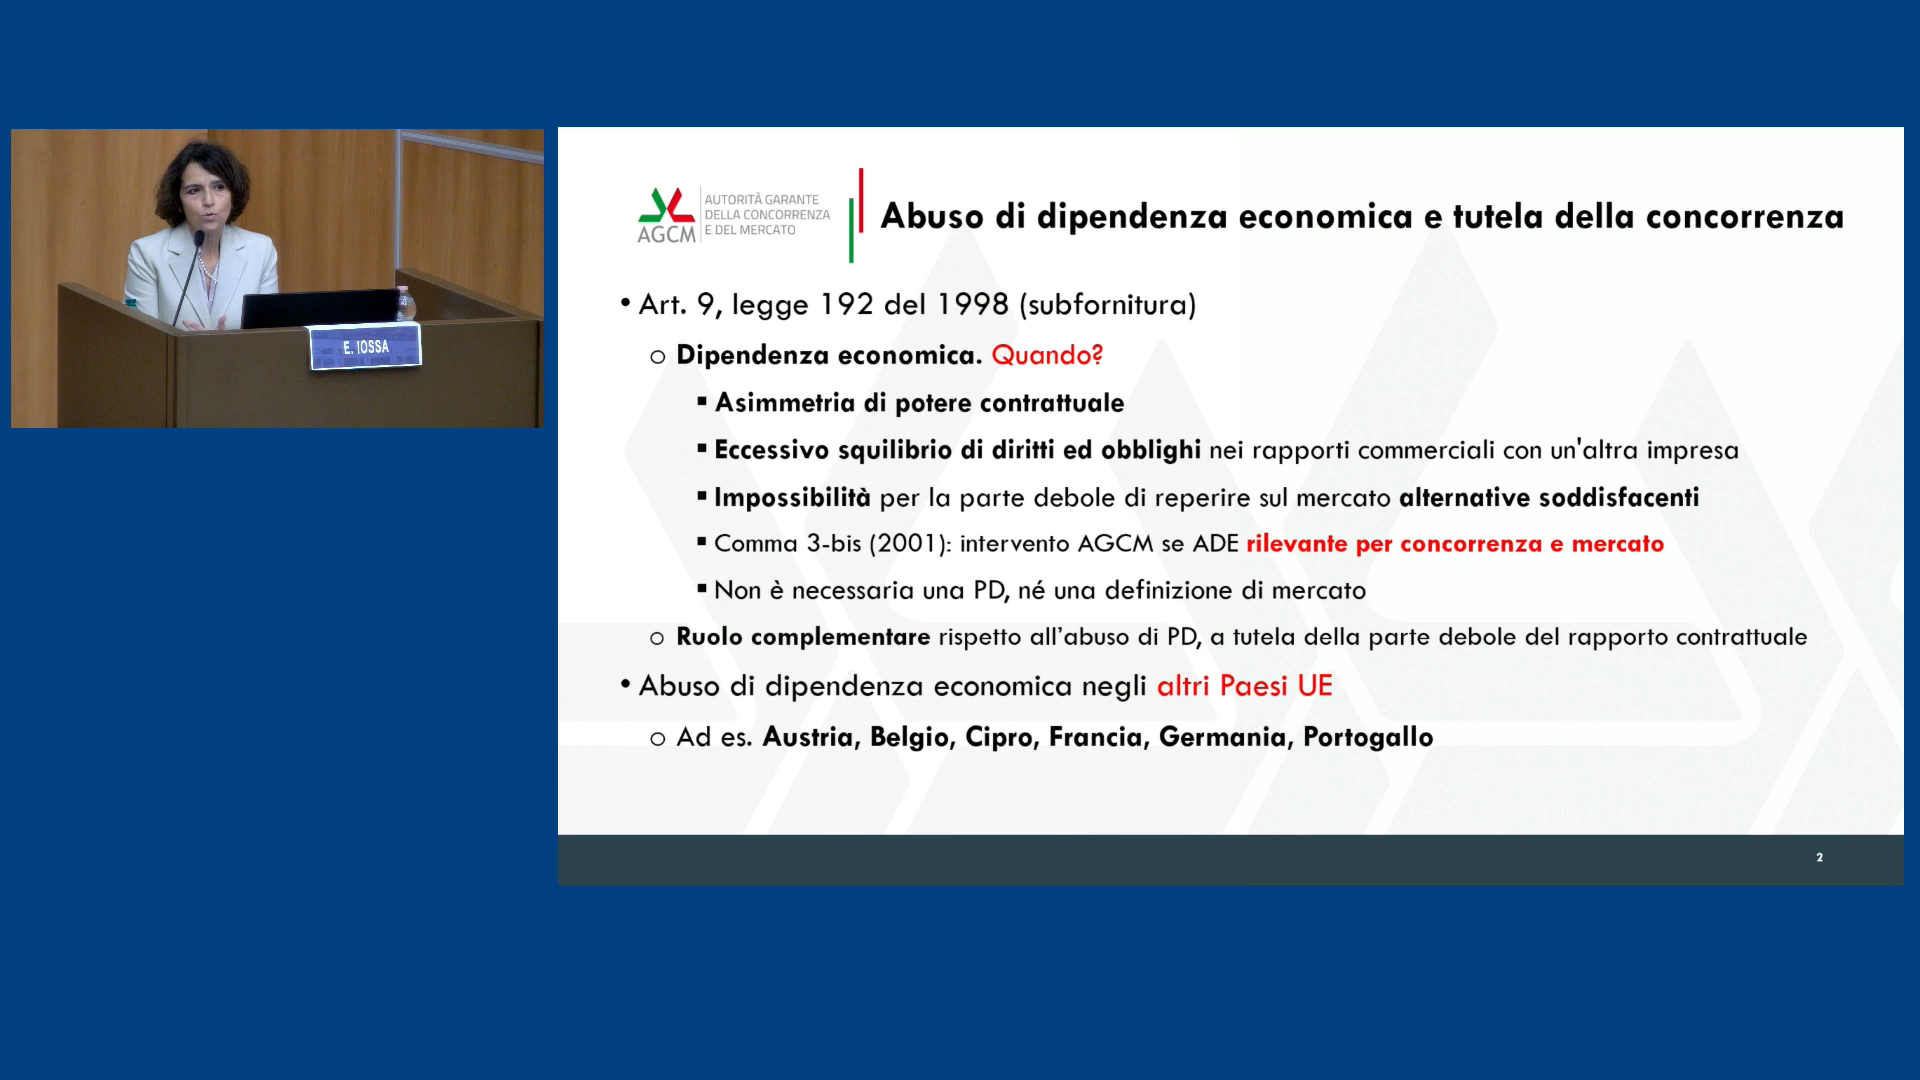 E. IOSSA
AGCM
AUTORITÀ GARANTE
DELLA CONCORRENZA
E DEL MERCATO
Abuso di dipendenza economica e tutela della concorrenza
• Art. 9, legge 192 del 1998 (subfornitura)
o Dipendenza economica. Quando?
▪ Asimmetria di potere contrattuale
▪ Eccessivo squilibrio di diritti ed obblighi nei rapporti commerciali con un'altra impresa
▪ Impossibilità per la parte debole di reperire sul mercato alternative soddisfacenti
▪ Comma 3-bis (2001): intervento AGCM se ADE rilevante per concorrenza e mercato
▪ Non è necessaria una PD, né una definizione di mercato
o Ruolo complementare rispetto all’abuso di PD, a tutela della parte debole del rapporto contrattuale
• Abuso di dipendenza economica negli altri Paesi UE
o Ad es. Austria, Belgio, Cipro, Francia, Germania, Portogallo
2